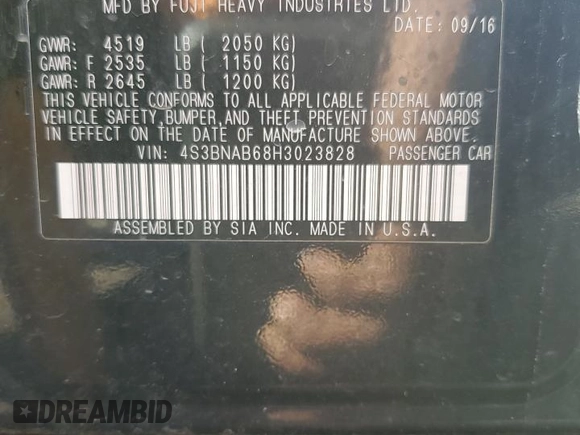 MFD BY FUJI HEAVY INDUSTRIES LTD.
DATE: 09/16
GVWR: 4519 LB ( 2050 KG)
GAWR: F 2535 LB ( 1150 KG)
GAWR: R 2645 LB ( 1200 KG)
THIS VEHICLE CONFORMS TO ALL APPLICABLE FEDERAL MOTOR
VEHICLE SAFETY,BUMPER,AND THEFT PREVENTION STANDARDS
IN EFFECT ON THE DATE OF MANUFACTURE SHOWN ABOVE.
VIN: 4S3BNAB68H3023828 PASSENGER CAR
ASSEMBLED BY SIA INC. MADE IN U.S.A.
DREAMBID